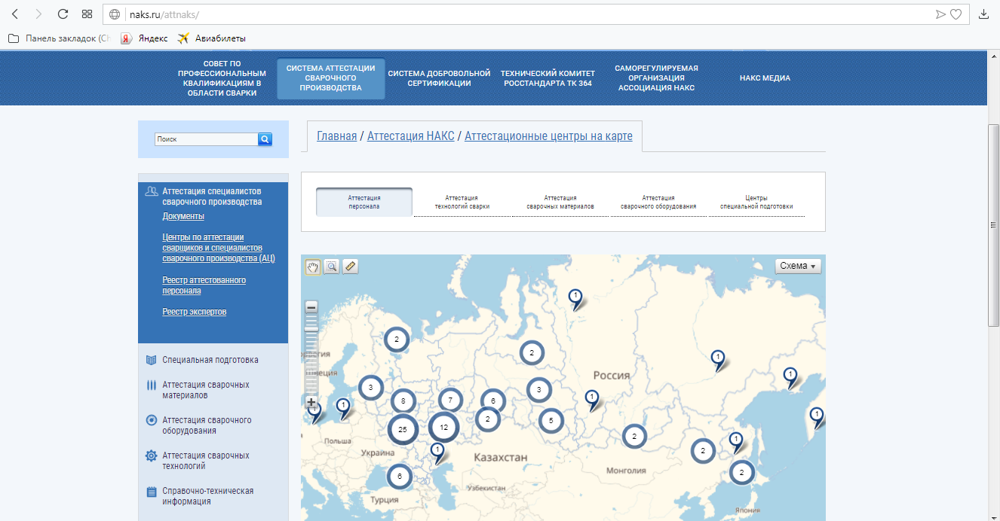 naks.ru/attnaks/
Панель закладок (Ch
Яндекс
Авиабилеты
СОВЕТ ПО
ПРОФЕССИОНАЛЬНЫМ
КВАЛИФИКАЦИЯМ В
ОБЛАСТИ СВАРКИ
СИСТЕМА АТТЕСТАЦИИ
СВАРОЧНОГО
ПРОИЗВОДСТВА
СИСТЕМА ДОБРОВОЛЬНОЙ
СЕРТИФИКАЦИИ
ТЕХНИЧЕСКИЙ КОМИТЕТ
РОССТАНДАРТА ТК 364
САМОРЕГУЛИРУЕМАЯ
ОРГАНИЗАЦИЯ
АССОЦИАЦИЯ НАКС
НАКС МЕДИА
Поиск
Аттестация специалистов
сварочного производства
Документы
Центры по аттестации
сварщиков и специалистов
сварочного производства (АЦ)
Реестр аттестованного
персонала
Реестр экспертов
Специальная подготовка
Аттестация сварочных
материалов
Аттестация сварочного
оборудования
Аттестация сварочных
технологий
Справочно-техническая
информация
Главная / Аттестация НАКС / Аттестационные центры на карте
Аттестация
персонала
Аттестация
технологий сварки
Аттестация
сварочных материалов
Аттестация
сварочного оборудования
Центры
специальной подготовки
Схема
1
2
2
1
1
Россия
3
3
8
7
6
1
1
1
2
5
1
25
12
2
1
2
1
2
6
2
Польша
Украина
Казахстан
Монголия
Узбекистан
Турция
Япония